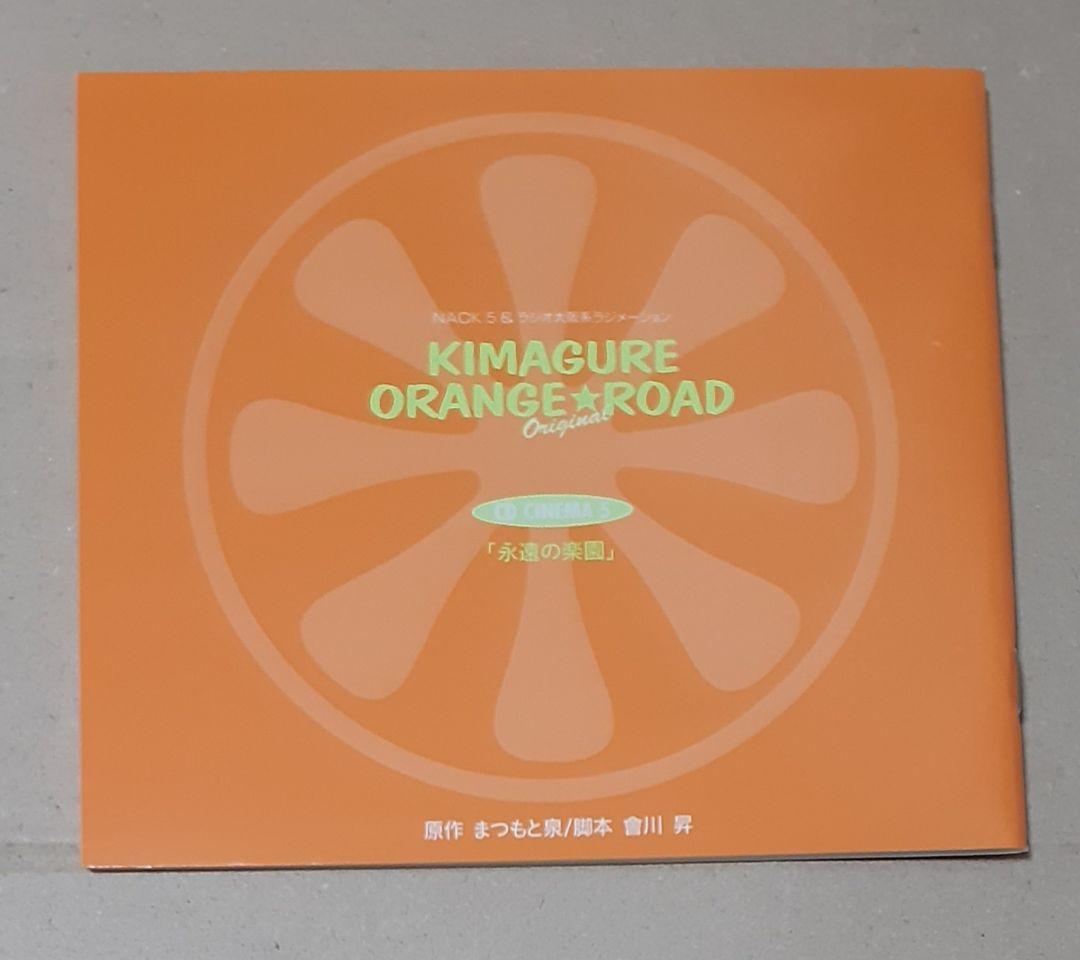 NACK 5 & ラジオ大阪系ラジメーション
KIMAGURE
ORANGE★ROAD
Original
CD CINEMA 5
「永遠の楽園」
原作 まつもと泉/脚本 會川 昇